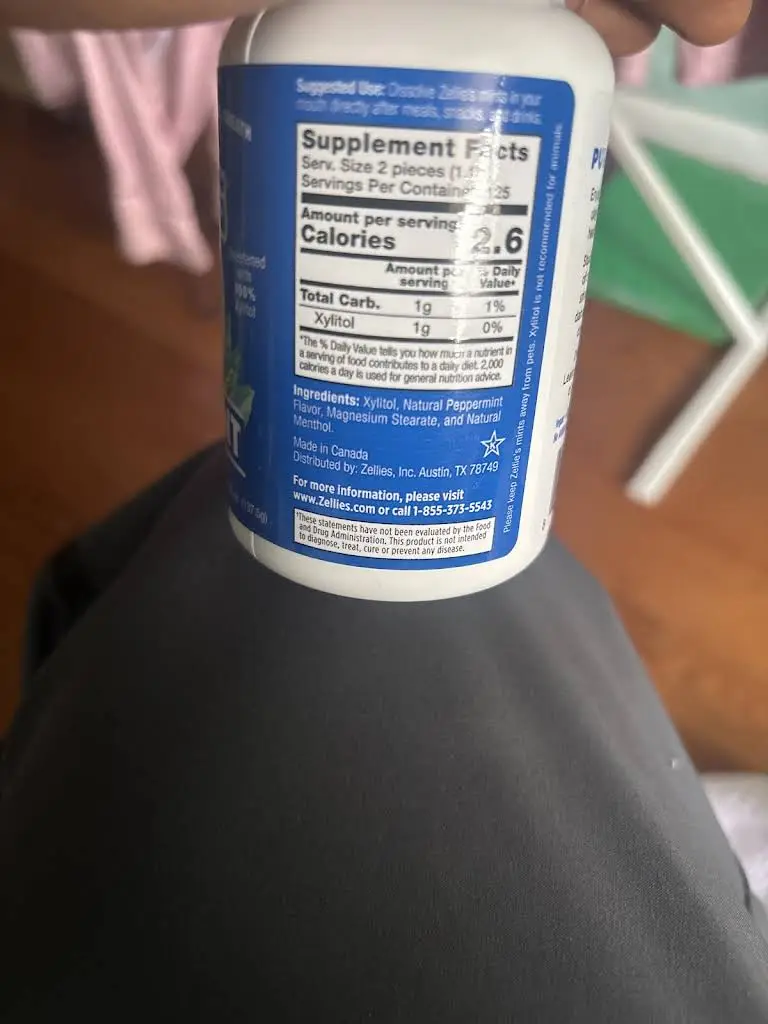 Suggested Use: Dissolve Zellie's mints in your
mouth directly after meals, snacks, and drinks.
Supplement Facts
Serv. Size 2 pieces (1.
Servings Per Container 125
Amount per serving
Calories 2.6
Amount per serving % Daily Value*
Total Carb. 1g 1%
Xylitol 1g 0%
*The % Daily Value tells you how much a nutrient in
a serving of food contributes to a daily diet. 2,000
calories a day is used for general nutrition advice.
Ingredients: Xylitol, Natural Peppermint
Flavor, Magnesium Stearate, and Natural
Menthol.
Made in Canada
Distributed by: Zellies, Inc. Austin, TX 78749
K
For more information, please visit
www.Zellies.com or call 1-855-373-5543
*These statements have not been evaluated by the Food
and Drug Administration. This product is not intended
to diagnose, treat, cure or prevent any disease.
Please keep Zellie's mints away from pets. Xylitol is not recommended for animals.
with
100%